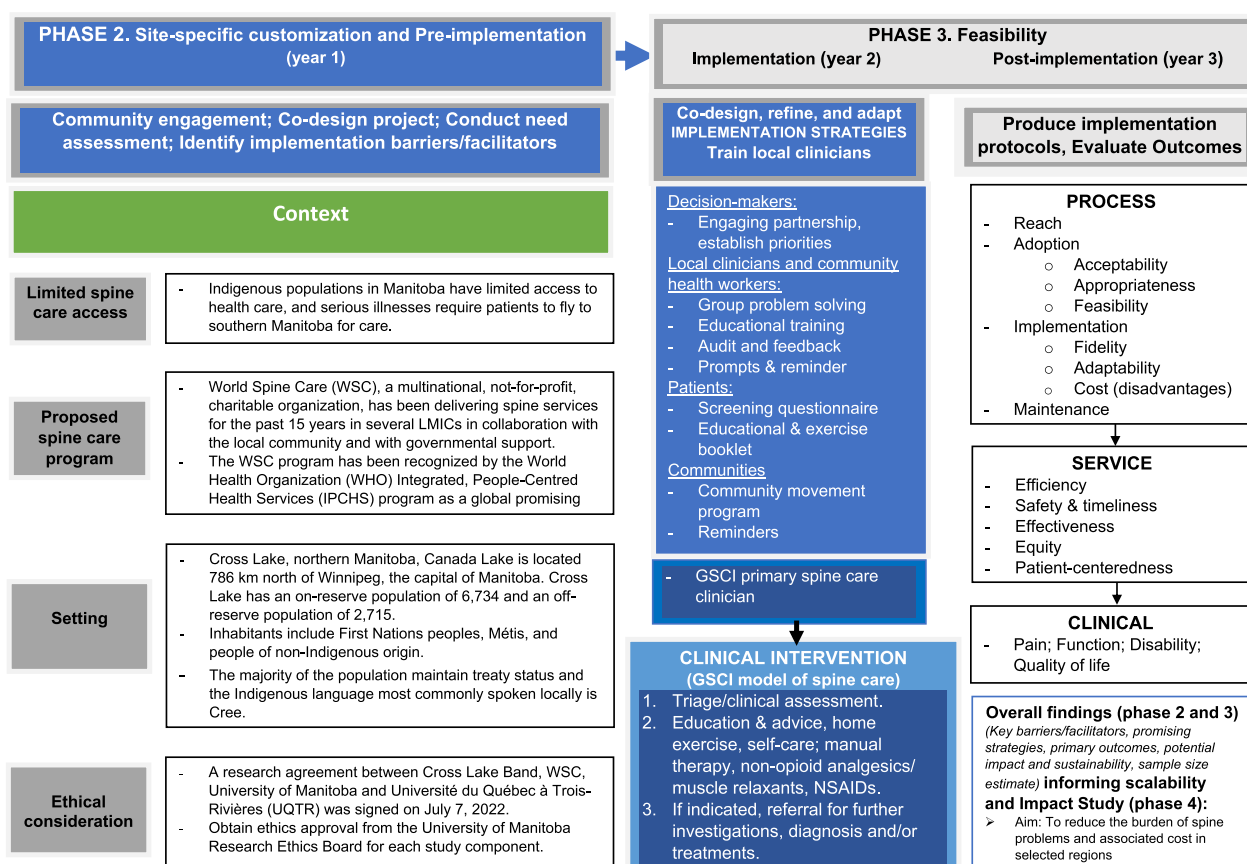 PHASE 2. Site-specific customization and Pre-implementation
(year 1)
Community engagement; Co-design project; Conduct need
assessment; Identify implementation barriers/facilitators
Context
Limited spine
care access
- Indigenous populations in Manitoba have limited access to
health care, and serious illnesses require patients to fly to
southern Manitoba for care.
Proposed
spine care
program
- World Spine Care (WSC), a multinational, not-for-profit,
charitable organization, has been delivering spine services
for the past 15 years in several LMICs in collaboration with
the local community and with governmental support.
- The WSC program has been recognized by the World
Health Organization (WHO) Integrated, People-Centred
Health Services (IPCHS) program as a global promising
Setting
- Cross Lake, northern Manitoba, Canada Lake is located
786 km north of Winnipeg, the capital of Manitoba. Cross
Lake has an on-reserve population of 6,734 and an off-
reserve population of 2,715.
- Inhabitants include First Nations peoples, Métis, and
people of non-Indigenous origin.
- The majority of the population maintain treaty status and
the Indigenous language most commonly spoken locally is
Cree.
Ethical
consideration
- A research agreement between Cross Lake Band, WSC,
University of Manitoba and Université du Québec à Trois-
Rivières (UQTR) was signed on July 7, 2022.
- Obtain ethics approval from the University of Manitoba
Research Ethics Board for each study component.
PHASE 3. Feasibility
Implementation (year 2) Post-implementation (year 3)
Co-design, refine, and adapt
IMPLEMENTATION STRATEGIES
Train local clinicians
Decision-makers:
- Engaging partnership,
establish priorities
Local clinicians and community
health workers:
- Group problem solving
- Educational training
- Audit and feedback
- Prompts & reminder
Patients:
- Screening questionnaire
- Educational & exercise
booklet
Communities
- Community movement
program
- Reminders
- GSCI primary spine care
clinician
CLINICAL INTERVENTION
(GSCI model of spine care)
1. Triage/clinical assessment.
2. Education & advice, home
exercise, self-care; manual
therapy, non-opioid analgesics/
muscle relaxants, NSAIDs.
3. If indicated, referral for further
investigations, diagnosis and/or
treatments.
Produce implementation
protocols, Evaluate Outcomes
PROCESS
- Reach
- Adoption
o Acceptability
o Appropriateness
o Feasibility
- Implementation
o Fidelity
o Adaptability
o Cost (disadvantages)
- Maintenance
SERVICE
- Efficiency
- Safety & timeliness
- Effectiveness
- Equity
- Patient-centeredness
CLINICAL
- Pain; Function; Disability;
Quality of life
Overall findings (phase 2 and 3)
(Key barriers/facilitators, promising
strategies, primary outcomes, potential
impact and sustainability, sample size
estimate) informing scalability
and Impact Study (phase 4):
➢ Aim: To reduce the burden of spine
problems and associated cost in
selected regions